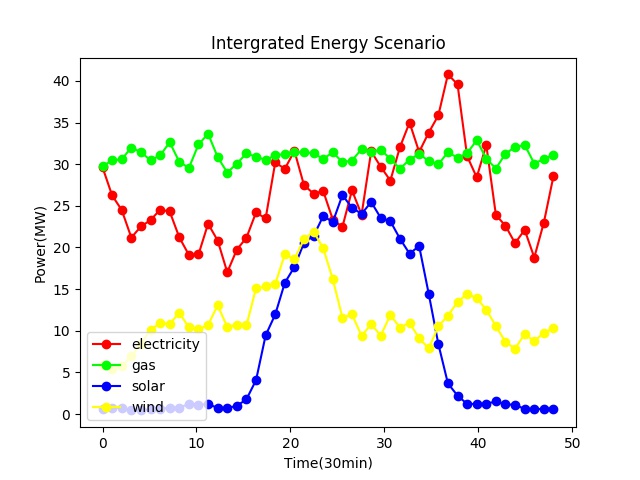 Intergrated Energy Scenario
Power(MW)
40
35
30
25
20
15
10
5
0
electricity
gas
solar
wind
0 10 20 30 40 50
Time(30min)